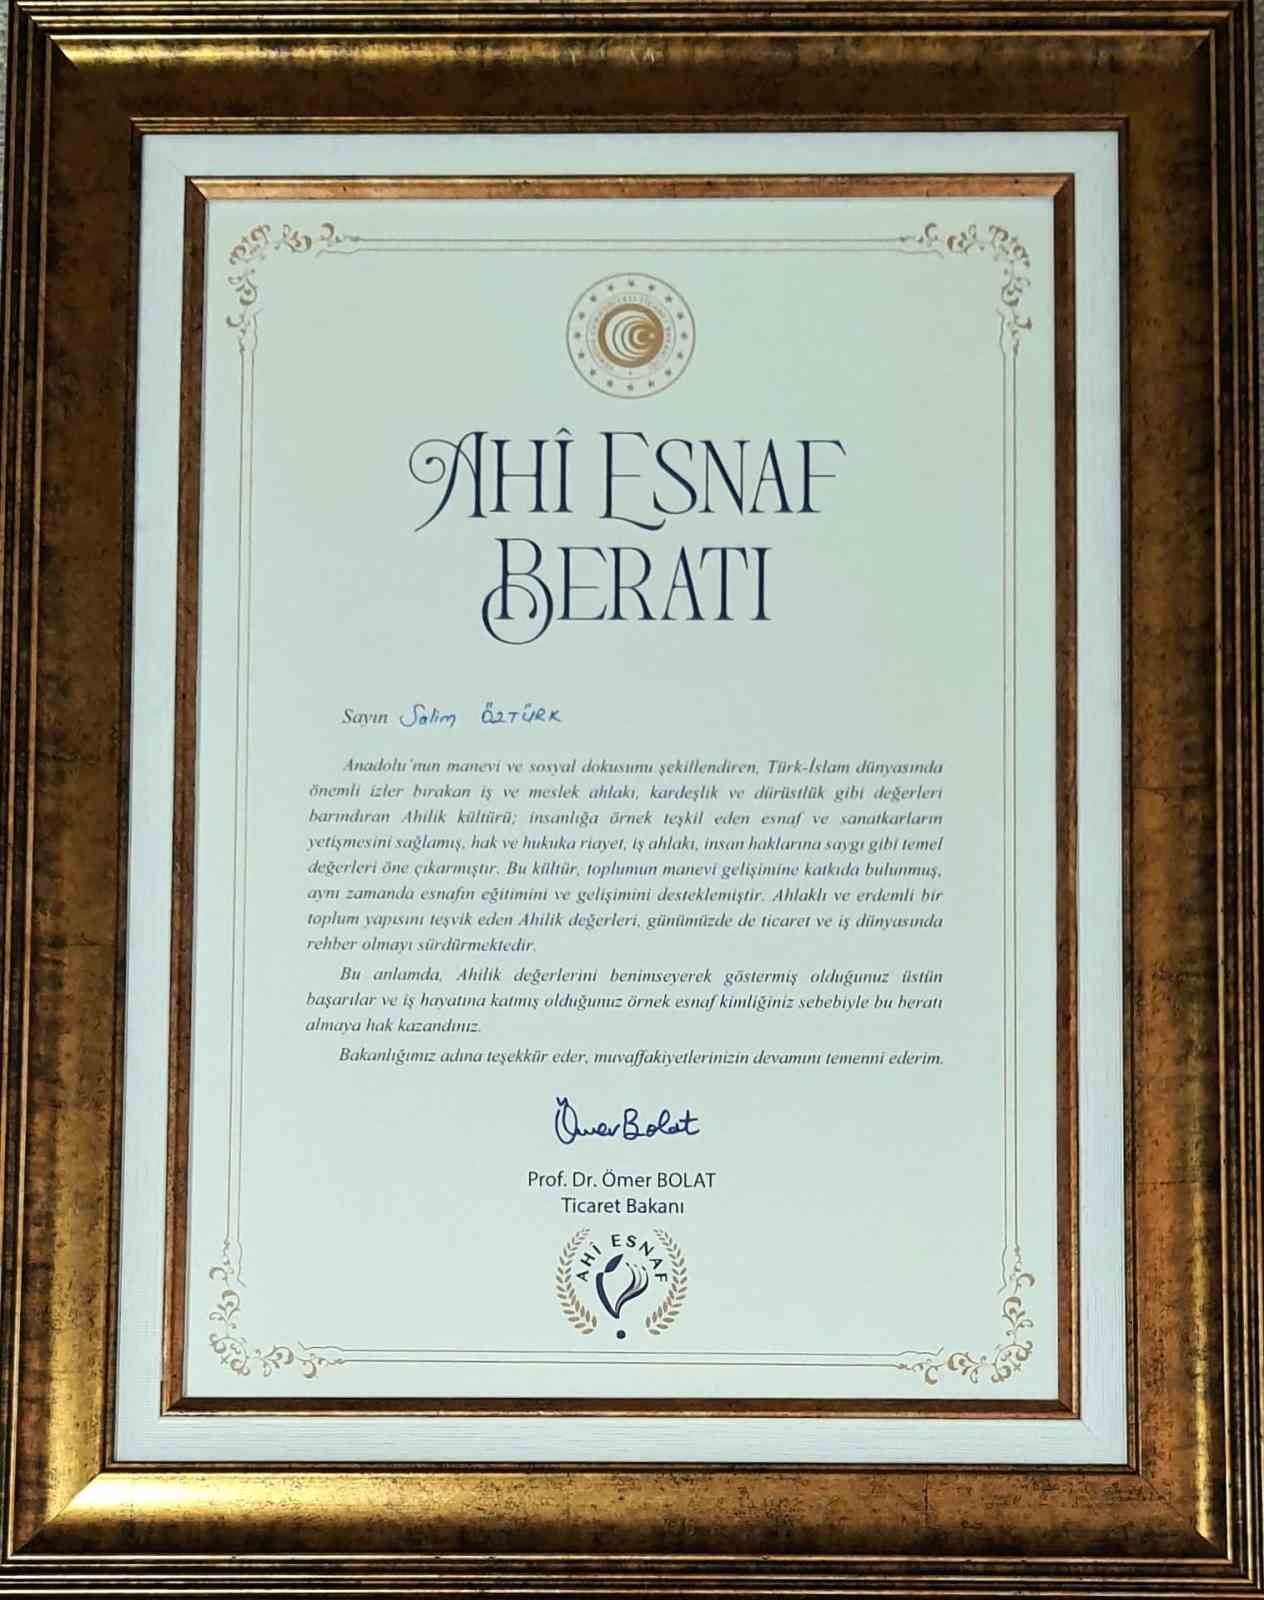 AHÎ ESNAF
BERATI
Sayın Salim ÖZTÜRK
Anadolu'nun manevi ve sosyal dokusunu şekillendiren, Türk-İslam dünyasında
önemli izler bırakan iş ve meslek ahlakı, kardeşlik ve dürüstlük gibi değerleri
barındıran Ahilik kültürü; insanlığa örnek teşkil eden esnaf ve sanatkarların
yetişmesini sağlamış, hak ve hukuka riayet, iş ahlakı, insan haklarına saygı gibi temel
değerleri öne çıkarmıştır. Bu kültür, toplumun manevi gelişimine katkıda bulunmuş,
aynı zamanda esnafın eğitimini ve gelişimini desteklemiştir. Ahlaklı ve erdemli bir
toplum yapısını teşvik eden Ahilik değerleri, günümüzde de ticaret ve iş dünyasında
rehber olmayı sürdürmektedir.
Bu anlamda, Ahilik değerlerini benimseyerek göstermiş olduğunuz üstün
başarılar ve iş hayatına katmış olduğunuz örnek esnaf kimliğiniz sebebiyle bu beratı
almaya hak kazandınız.
Bakanlığımız adına teşekkür eder, muvaffakiyetlerinizin devamını temenni ederim.
Ömer Bolat
Prof. Dr. Ömer BOLAT
Ticaret Bakanı
AHÎ ESNAF